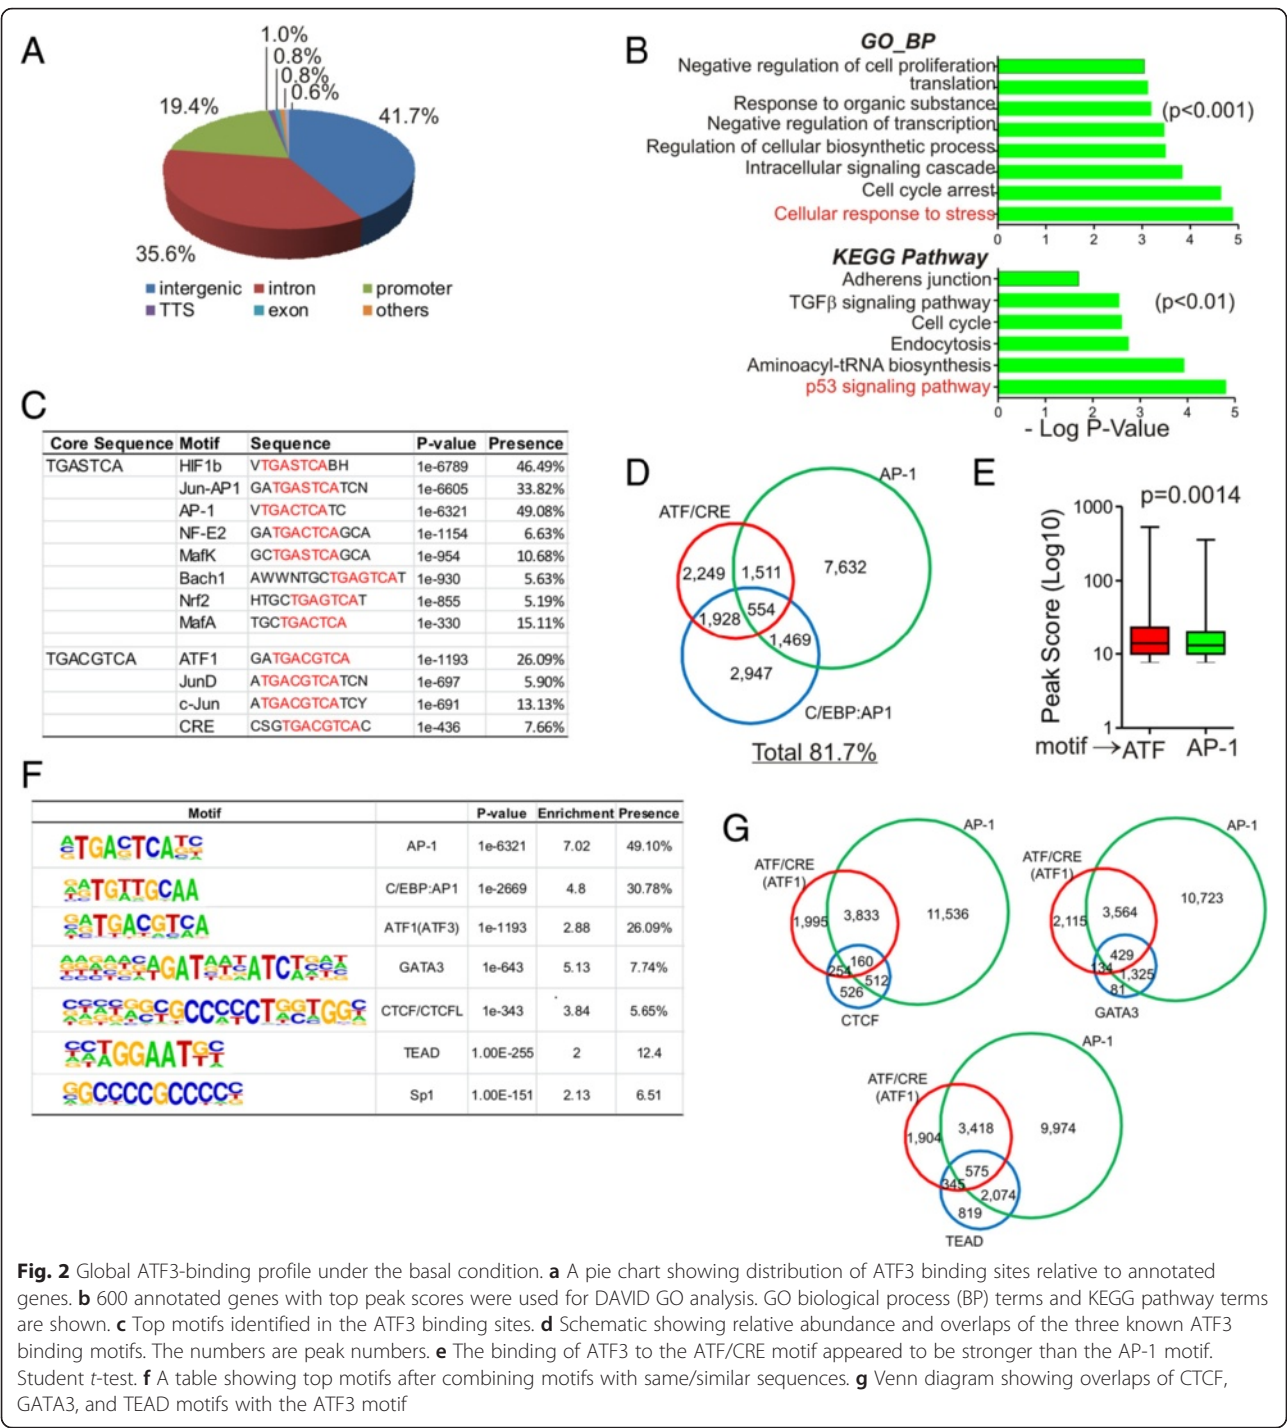 A
1.0%
0.8%
0.8%
0.6%
19.4%
41.7%
35.6%
intergenic intron promoter
TTS exon others
B
GO_BP
Negative regulation of cell proliferation
translation
Response to organic substance
(p<0.001)
Negative regulation of transcription
Regulation of cellular biosynthetic process
Intracellular signaling cascade
Cell cycle arrest
Cellular response to stress
0 1 2 3 4 5
KEGG Pathway
Adherens junction
TGFβ signaling pathway
(p<0.01)
Cell cycle
Endocytosis
Aminoacyl-tRNA biosynthesis
p53 signaling pathway
0 1 2 3 4 5
- Log P-Value
C
Core Sequence Motif Sequence P-value Presence
TGASTCA HIF1b VTGASTCABH 1e-6789 46.49%
Jun-AP1 GATGASTCATCN 1e-6605 33.82%
AP-1 VTGACTCATC 1e-6321 49.08%
NF-E2 GATGACTCAGCA 1e-1154 6.63%
MafK GCTGASTCAGCA 1e-954 10.68%
Bach1 AWWNTGCTGAGTCAT 1e-930 5.63%
Nrf2 HTGCTGAGTCAT 1e-855 5.19%
MafA TGCTGACTCA 1e-330 15.11%
TGACGTCA ATF1 GATGACGTCA 1e-1193 26.09%
JunD ATGACGTCATCN 1e-697 5.90%
c-Jun ATGACGTCATCY 1e-691 13.13%
CRE CSGTGACGTCAC 1e-436 7.66%
D
AP-1
ATF/CRE
2,249 1,511 7,632
1,928 554
1,469
2,947
C/EBP:AP1
Total 81.7%
E
p=0.0014
Peak Score (Log10)
1000
100
10
1
motif →ATF AP-1
F
Motif P-value Enrichment Presence
ATGACTCATC AP-1 1e-6321 7.02 49.10%
ATGTTGCAA C/EBP:AP1 1e-2669 4.8 30.78%
ATGACGTCA ATF1(ATF3) 1e-1193 2.88 26.09%
AGAT ATCT GATA3 1e-643 5.13 7.74%
GCCCCCTGGTGG CTCF/CTCFL 1e-343 3.84 5.65%
GGAAT TEAD 1.00E-255 2 12.4
GGCCCCGCCCCC Sp1 1.00E-151 2.13 6.51
G
AP-1
ATF/CRE
(ATF1)
1,995 3,833 11,536
160
254 512
526
CTCF
AP-1
ATF/CRE
(ATF1)
10,723
2,115 3,564
429
134 1,325
81
GATA3
AP-1
ATF/CRE
(ATF1)
1,904 3,418 9,974
575
345 2,074
819
TEAD
Fig. 2 Global ATF3-binding profile under the basal condition. a A pie chart showing distribution of ATF3 binding sites relative to annotated
genes. b 600 annotated genes with top peak scores were used for DAVID GO analysis. GO biological process (BP) terms and KEGG pathway terms
are shown. c Top motifs identified in the ATF3 binding sites. d Schematic showing relative abundance and overlaps of the three known ATF3
binding motifs. The numbers are peak numbers. e The binding of ATF3 to the ATF/CRE motif appeared to be stronger than the AP-1 motif.
Student t-test. f A table showing top motifs after combining motifs with same/similar sequences. g Venn diagram showing overlaps of CTCF,
GATA3, and TEAD motifs with the ATF3 motif